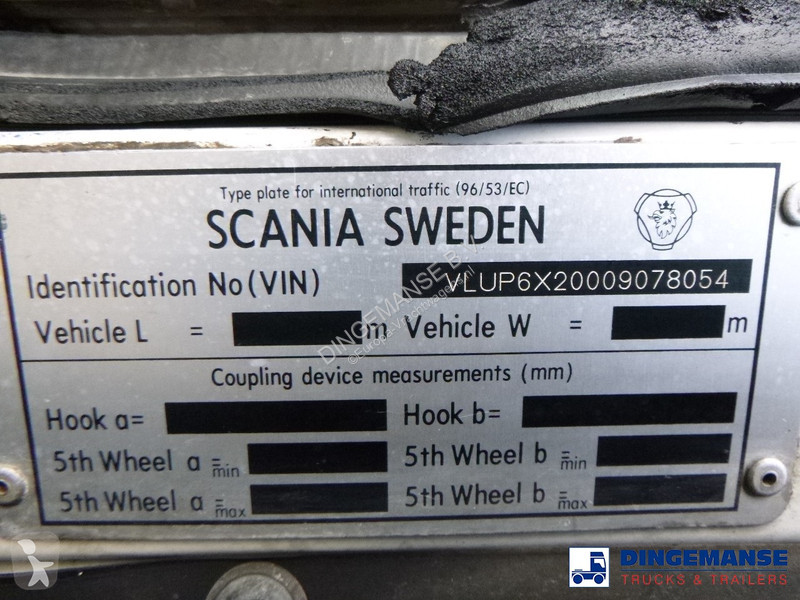 Type plate for international traffic (96/53/EC)
SCANIA SWEDEN
Identification No (VIN) VLUP6X20009078054
Vehicle L = m Vehicle W = m
Coupling device measurements (mm)
Hook a= Hook b=
5th Wheel a =min 5th Wheel b =min
5th Wheel a =max 5th Wheel b =max
DINGEMANSE B.V.
DINGEMANSE
TRUCKS & TRAILERS